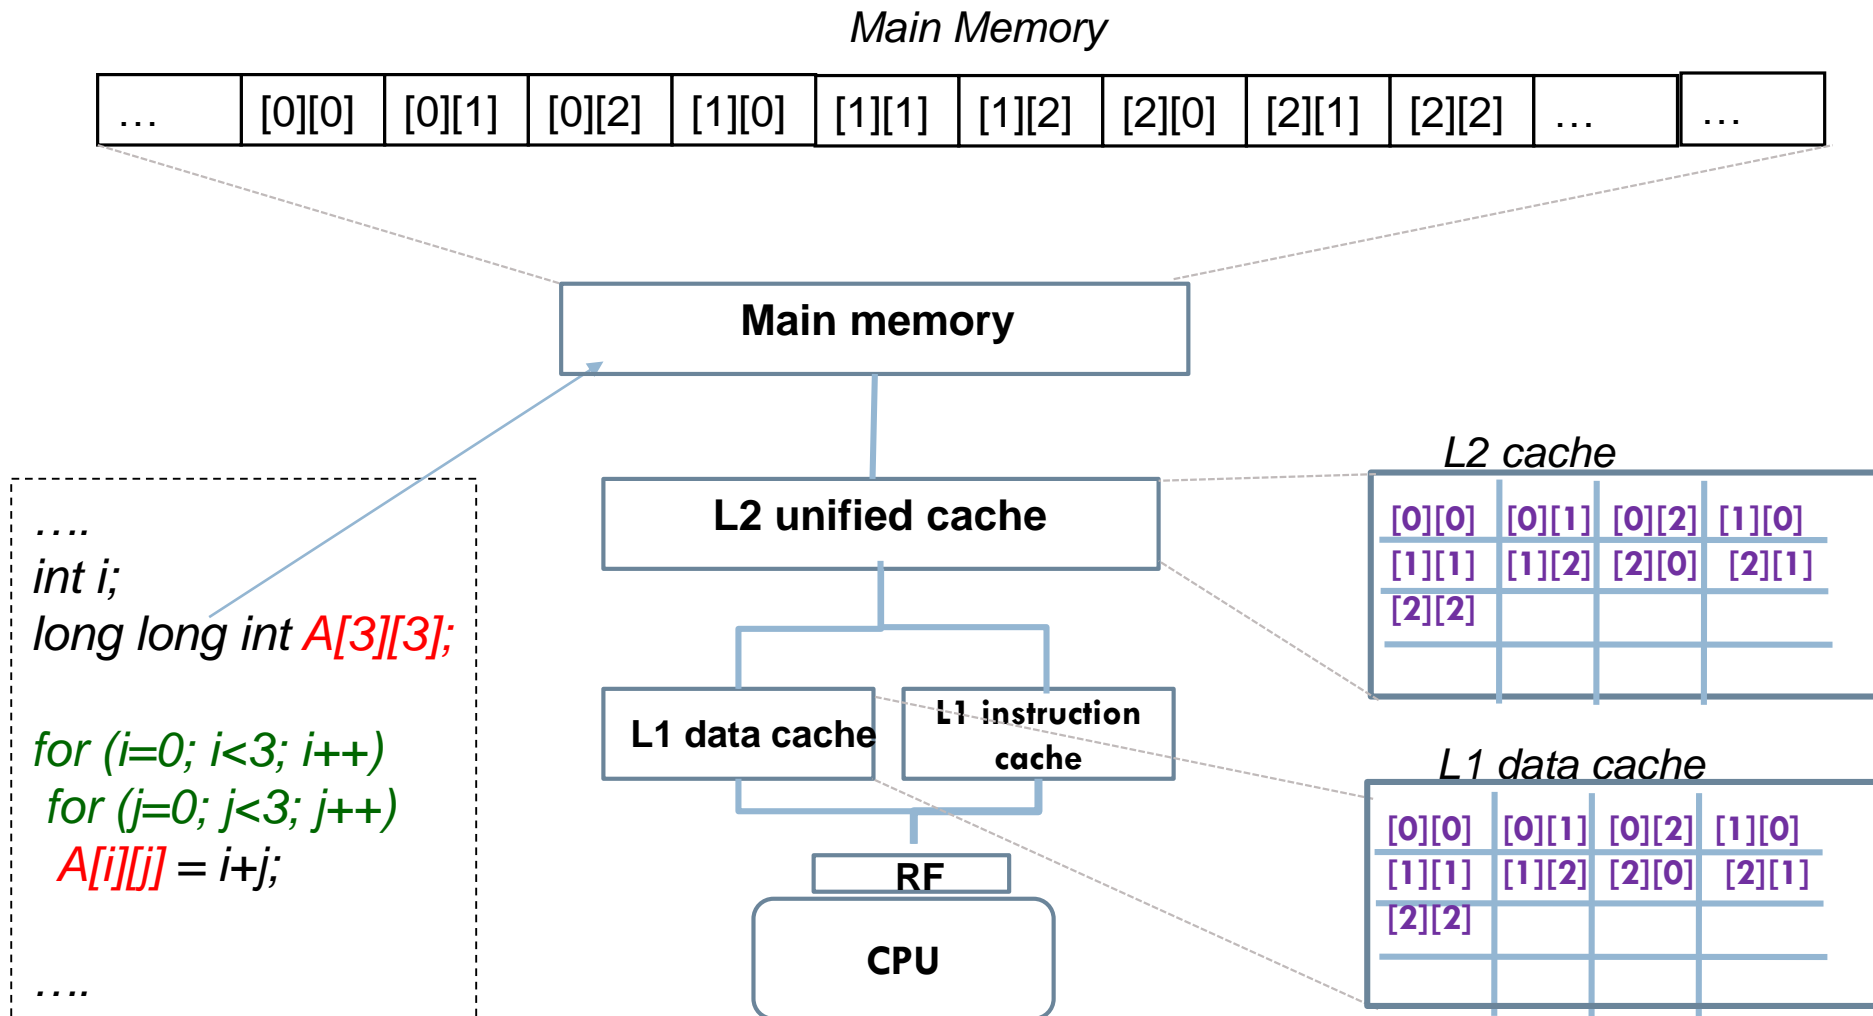 Main Memory
… [0][0] [0][1] [0][2] [1][0] [1][1] [1][2] [2][0] [2][1] [2][2] … …
Main memory
L2 unified cache
L1 data cache
L1 instruction
cache
RF
CPU
….
int i;
long long int A[3][3];
for (i=0; i<3; i++)
for (j=0; j<3; j++)
A[i][j] = i+j;
….
L2 cache
[0][0] [0][1] [0][2] [1][0]
[1][1] [1][2] [2][0] [2][1]
[2][2]
L1 data cache
[0][0] [0][1] [0][2] [1][0]
[1][1] [1][2] [2][0] [2][1]
[2][2]